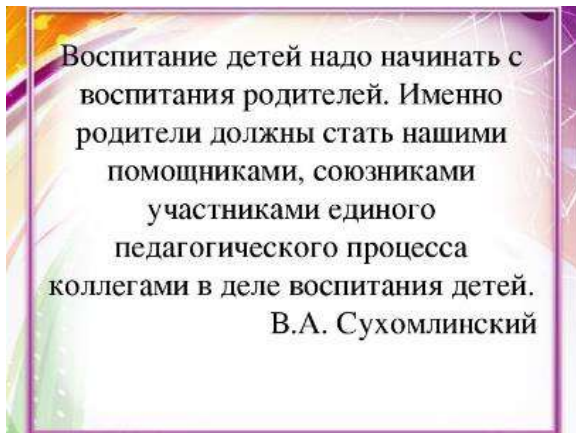 Воспитание детей надо начинать с
воспитания родителей. Именно
родители должны стать нашими
помощниками, союзниками
участниками единого
педагогического процесса
коллегами в деле воспитания детей.
В.А. Сухомлинский